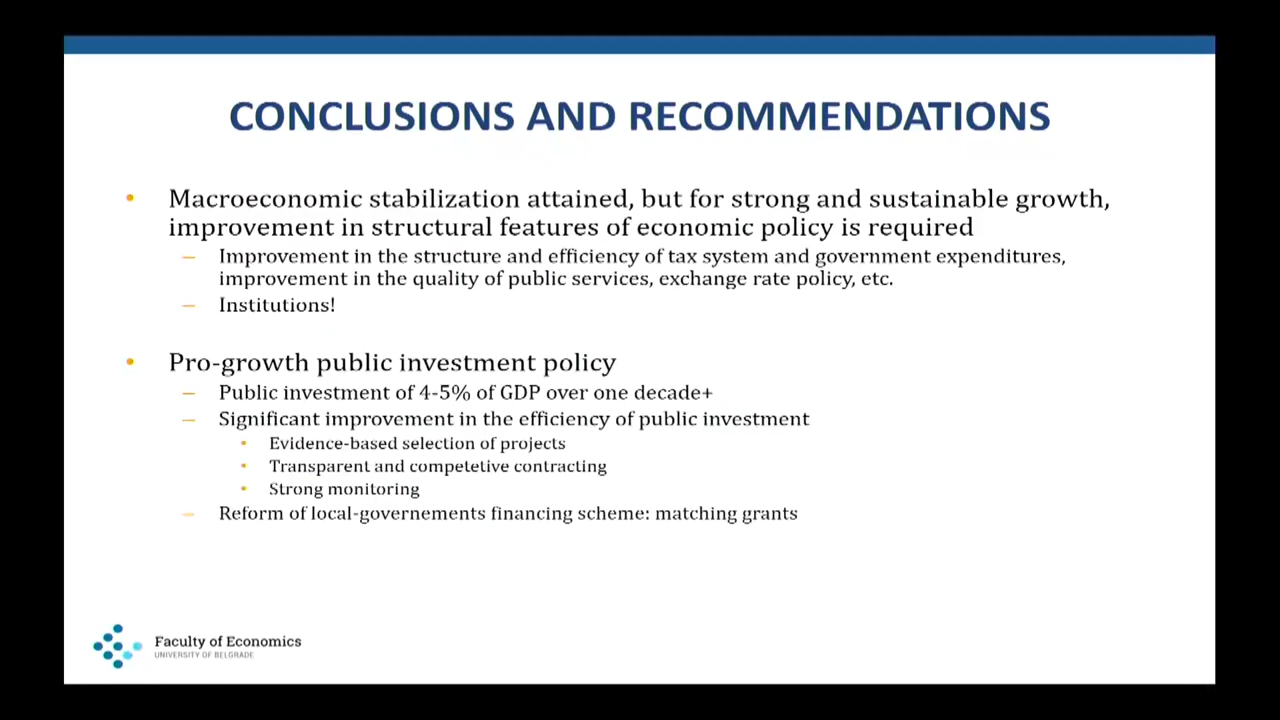 CONCLUSIONS AND RECOMMENDATIONS
• Macroeconomic stabilization attained, but for strong and sustainable growth,
improvement in structural features of economic policy is required
– Improvement in the structure and efficiency of tax system and government expenditures,
improvement in the quality of public services, exchange rate policy, etc.
– Institutions!
• Pro-growth public investment policy
– Public investment of 4-5% of GDP over one decade+
– Significant improvement in the efficiency of public investment
• Evidence-based selection of projects
• Transparent and competetive contracting
• Strong monitoring
– Reform of local-governements financing scheme: matching grants
Faculty of Economics
UNIVERSITY OF BELGRADE